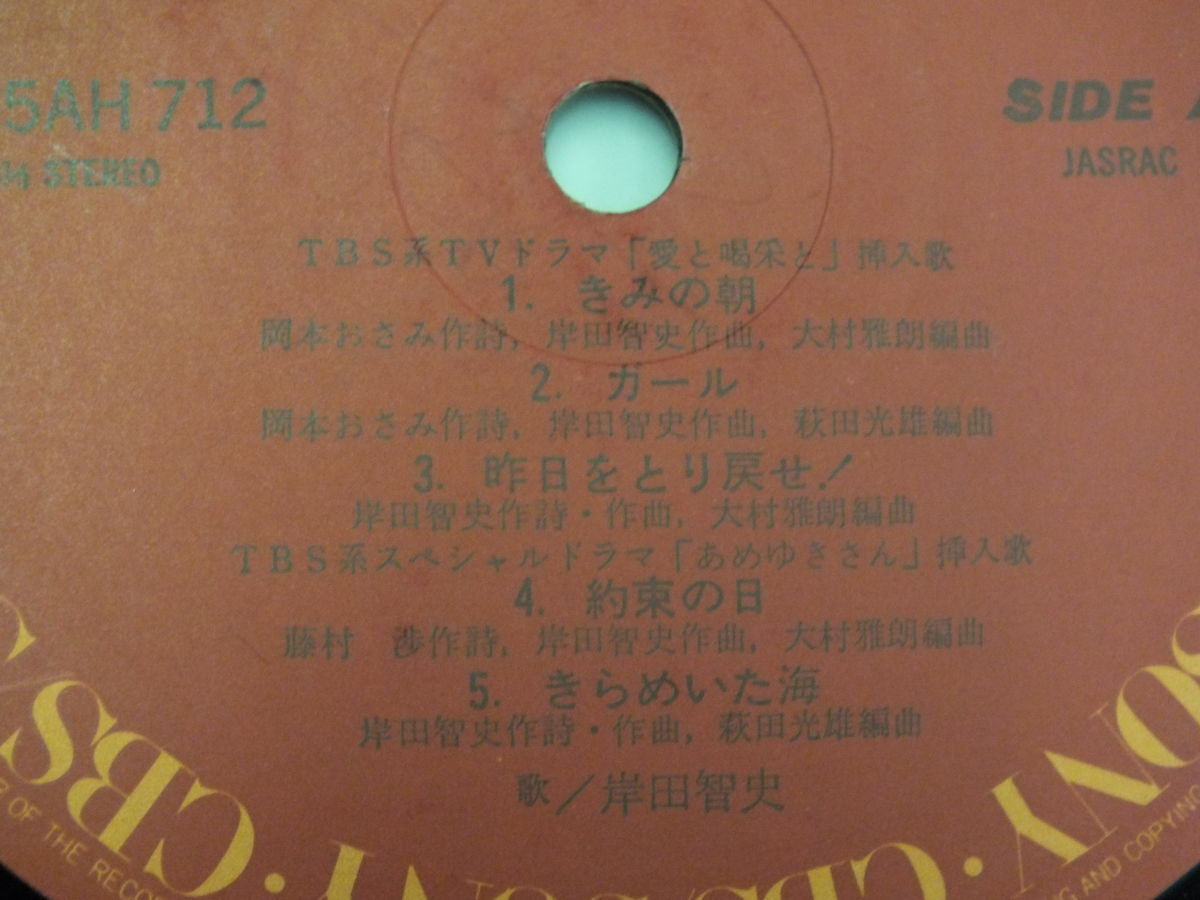 5AH 712
SIDE
⅓ STEREO
JASRAC
TBS系TVドラマ「愛と喝采と」挿入歌
1. きみの朝
岡本おさみ作詩, 岸田智史作曲, 大村雅朗編曲
2. ガール
岡本おさみ作詩, 岸田智史作曲, 萩田光雄編曲
3. 昨日をとり戻せ!
岸田智史作詩・作曲, 大村雅朗編曲
TBS系スペシャルドラマ「あめゆきさん」挿入歌
4. 約束の日
藤村 渉作詩, 岸田智史作曲, 大村雅朗編曲
5. きらめいた海
岸田智史作詩・作曲, 萩田光雄編曲
歌/岸田智史
SONY · CBS · CBS
OF THE RECO
AND COPYING